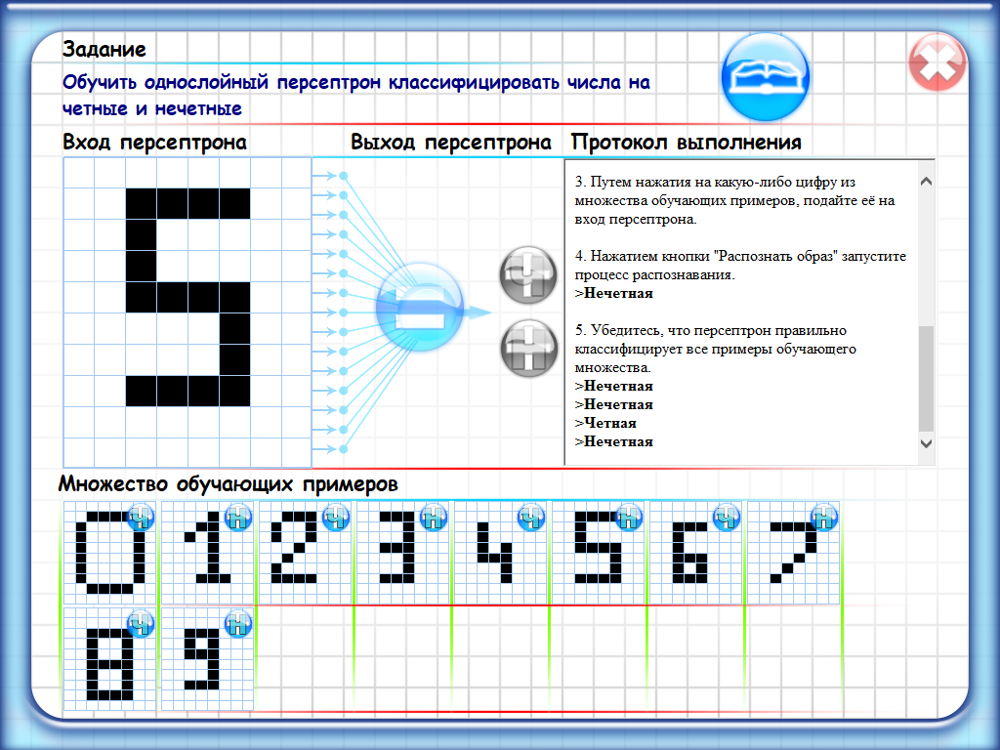 Задание
Обучить однослойный персептрон классифицировать числа на
четные и нечетные
Вход персептрона
Выход персептрона
Протокол выполнения
5
Ч
Н
3. Путем нажатия на какую-либо цифру из
множества обучающих примеров, подайте её на
вход персептрона.
4. Нажатием кнопки "Распознать образ" запустите
процесс распознавания.
>Нечетная
5. Убедитесь, что персептрон правильно
классифицирует все примеры обучающего
множества.
>Нечетная
>Нечетная
>Четная
>Нечетная
Множество обучающих примеров
0 Ч 1 Н 2 Ч 3 Н 4 Ч 5 Н 6 Ч 7 Н
8 Ч 9 Н